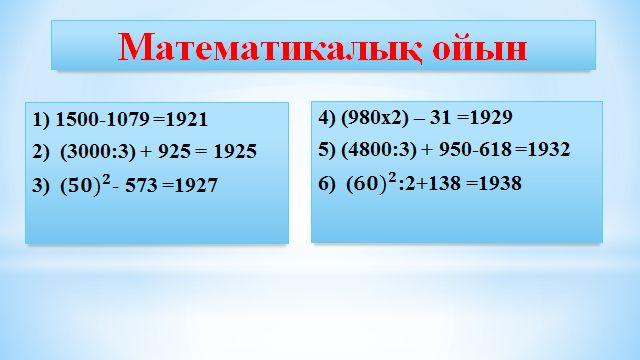 Математикалық ойын
1) 1500-1079 =1921
2) (3000:3) + 925 = 1925
3) (50)²- 573 =1927
4) (980х2) – 31 =1929
5) (4800:3) + 950-618 =1932
6) (60)²:2+138 =1938